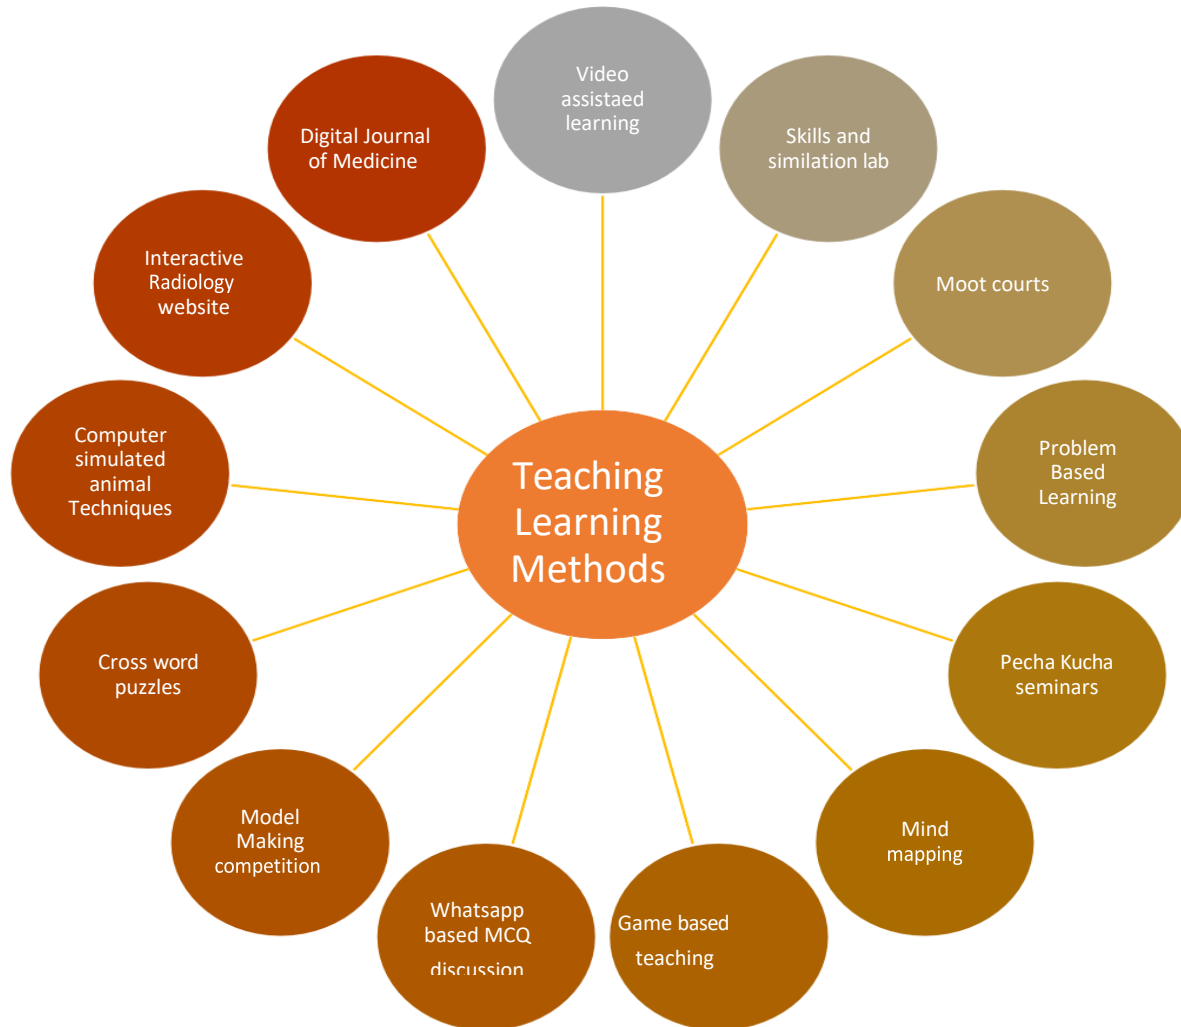 Video
assistaed
learning
Skills and
similation lab
Moot courts
Problem
Based
Learning
Pecha Kucha
seminars
Mind
mapping
Game based
teaching
Whatsapp
based MCQ
discussion
Model
Making
competition
Cross word
puzzles
Computer
simulated
animal
Techniques
Interactive
Radiology
website
Digital Journal
of Medicine
Teaching
Learning
Methods